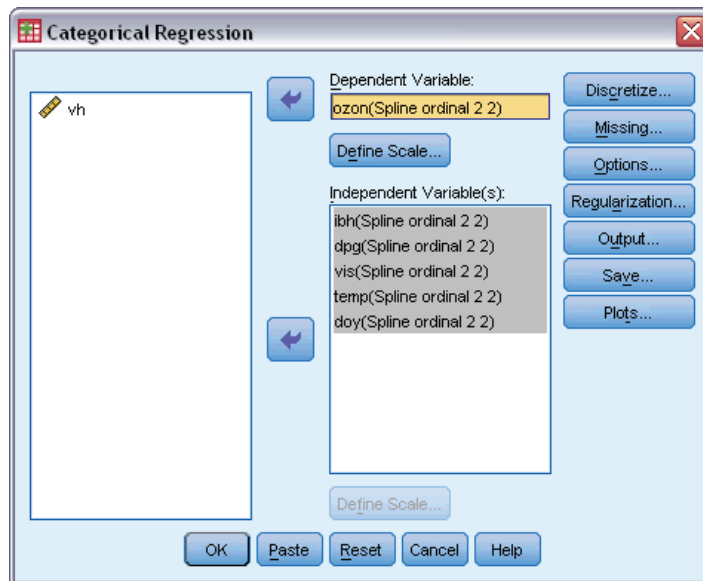 Categorical Regression
vh
Dependent Variable:
ozon(Spline ordinal 2 2)
Define Scale...
Independent Variable(s):
ibh(Spline ordinal 2 2)
dpg(Spline ordinal 2 2)
vis(Spline ordinal 2 2)
temp(Spline ordinal 2 2)
doy(Spline ordinal 2 2)
Define Scale...
Discretize...
Missing...
Options...
Regularization...
Output...
Save...
Plots...
OK Paste Reset Cancel Help